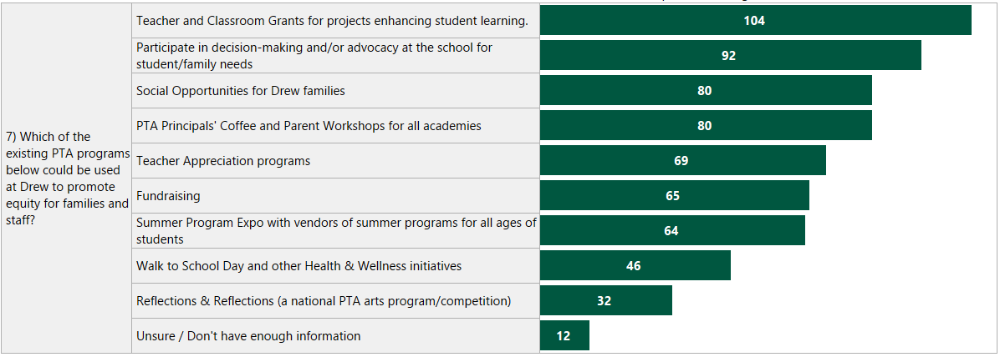 Teacher and Classroom Grants for projects enhancing student learning.
104
Participate in decision-making and/or advocacy at the school for
student/family needs
92
Social Opportunities for Drew families
80
PTA Principals' Coffee and Parent Workshops for all academies
80
7) Which of the
existing PTA programs
below could be used
at Drew to promote
equity for families and
staff?
Teacher Appreciation programs
69
Fundraising
65
Summer Program Expo with vendors of summer programs for all ages of
students
64
Walk to School Day and other Health & Wellness initiatives
46
Reflections & Reflections (a national PTA arts program/competition)
32
Unsure / Don't have enough information
12